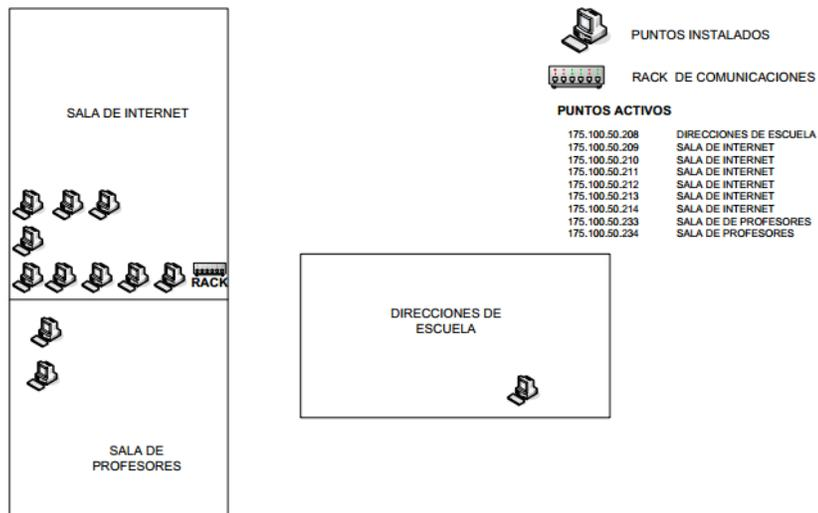 PUNTOS INSTALADOS
RACK DE COMUNICACIONES
PUNTOS ACTIVOS
175.100.50.208 DIRECCIONES DE ESCUELA
175.100.50.209 SALA DE INTERNET
175.100.50.210 SALA DE INTERNET
175.100.50.211 SALA DE INTERNET
175.100.50.212 SALA DE INTERNET
175.100.50.213 SALA DE INTERNET
175.100.50.214 SALA DE INTERNET
175.100.50.233 SALA DE DE PROFESORES
175.100.50.234 SALA DE PROFESORES
SALA DE INTERNET
RACK
DIRECCIONES DE
ESCUELA
SALA DE
PROFESORES